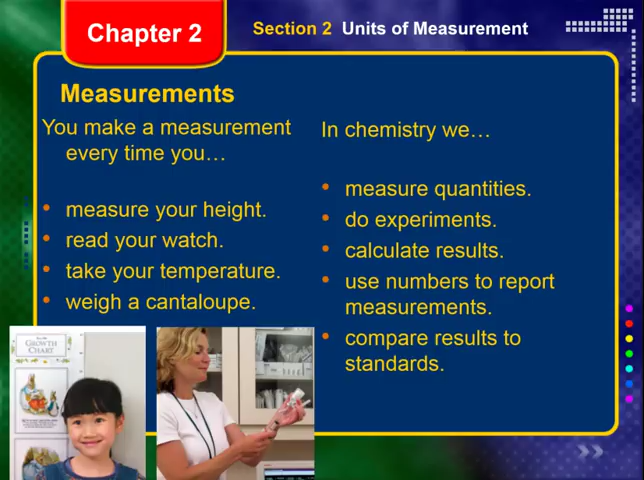 Chapter 2
Section 2 Units of Measurement
Measurements
You make a measurement
every time you…
• measure your height.
• read your watch.
• take your temperature.
• weigh a cantaloupe.
In chemistry we…
• measure quantities.
• do experiments.
• calculate results.
• use numbers to report
measurements.
• compare results to
standards.
GROWTH
CHART